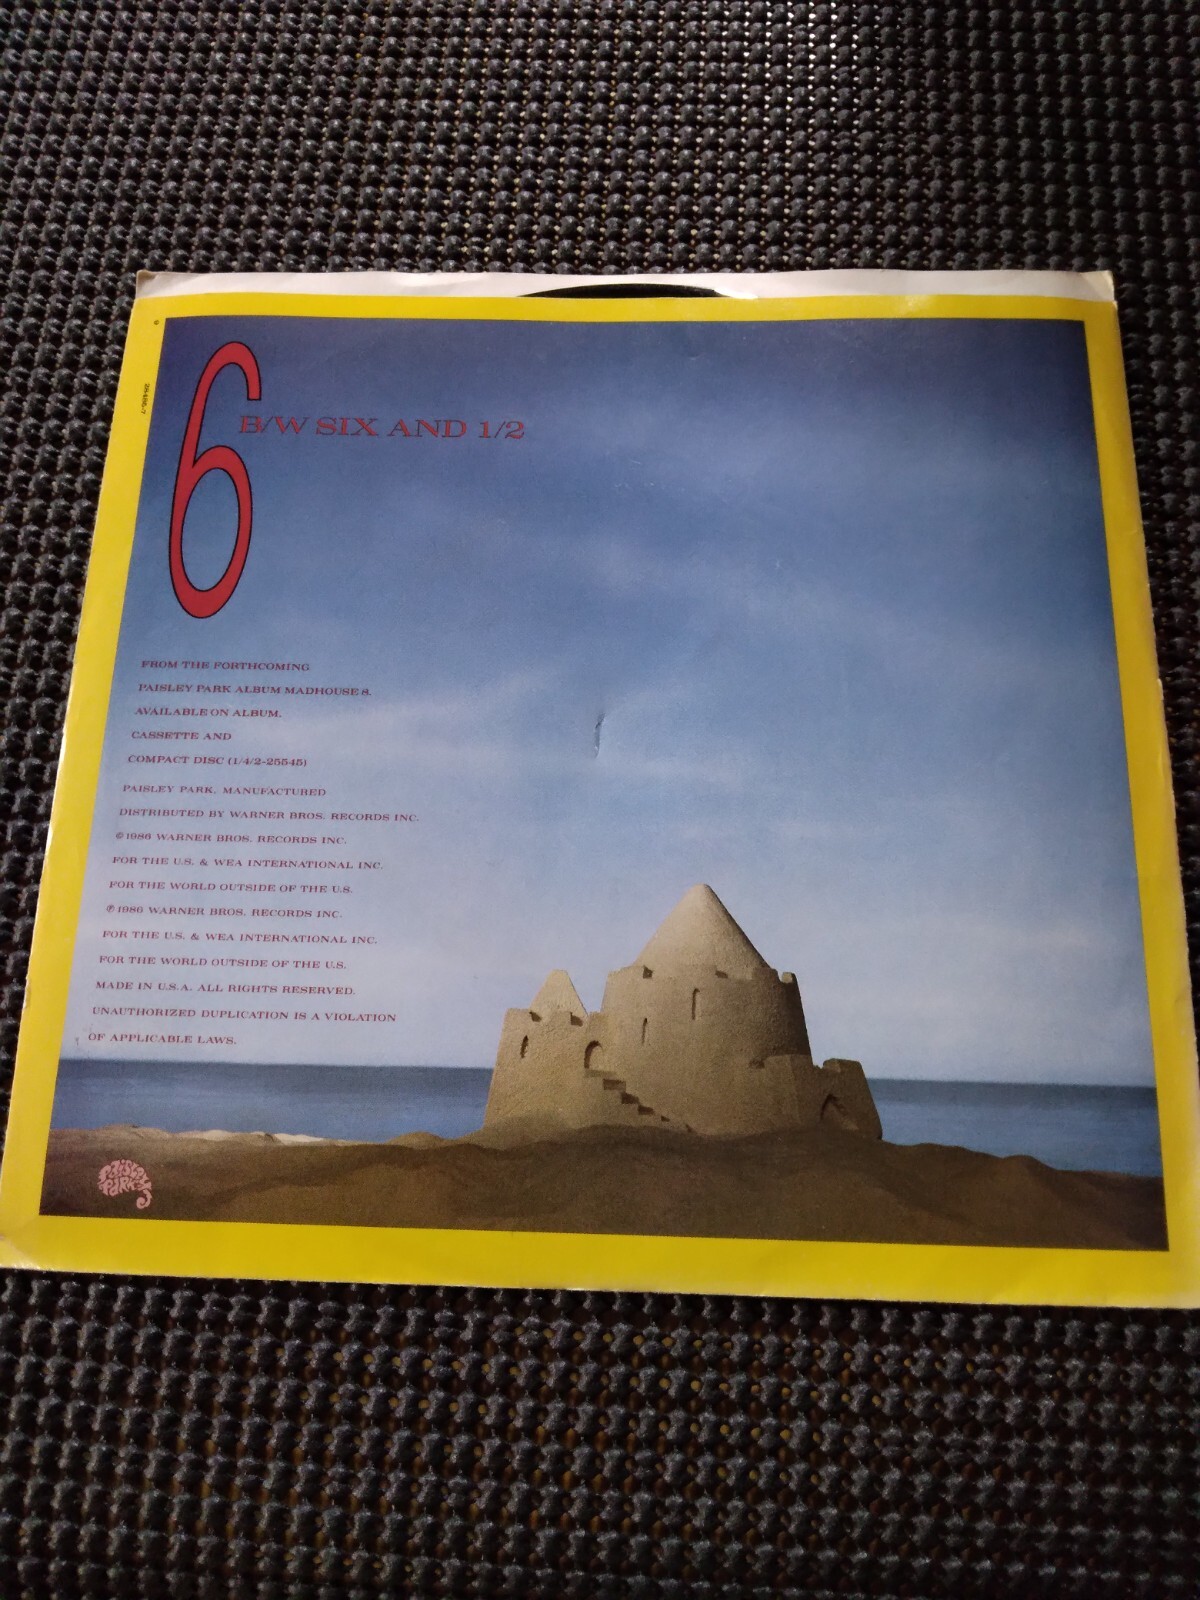 6
B/W SIX AND 1/2
FROM THE FORTHCOMING
PAISLEY PARK ALBUM MADHOUSE 8.
AVAILABLE ON ALBUM,
CASSETTE AND
COMPACT DISC (1/4/2-25545)
PAISLEY PARK. MANUFACTURED
DISTRIBUTED BY WARNER BROS. RECORDS INC.
© 1986 WARNER BROS. RECORDS INC.
FOR THE U.S. & WEA INTERNATIONAL INC.
FOR THE WORLD OUTSIDE OF THE U.S.
℗ 1986 WARNER BROS. RECORDS INC.
FOR THE U.S. & WEA INTERNATIONAL INC.
FOR THE WORLD OUTSIDE OF THE U.S.
MADE IN U.S.A. ALL RIGHTS RESERVED.
UNAUTHORIZED DUPLICATION IS A VIOLATION
OF APPLICABLE LAWS.
PAiSLEY
PARK